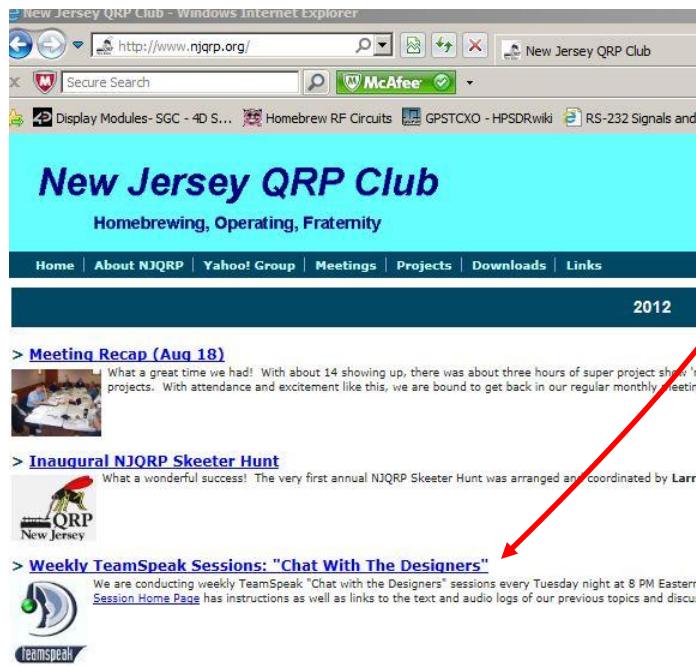 New Jersey QRP Club - Windows Internet Explorer
http://www.njqrp.org/
New Jersey QRP Club
x Secure Search
McAfee
Display Modules- SGC - 4D S... Homebrew RF Circuits GPSTCXO - HPSDRwiki RS-232 Signals and
New Jersey QRP Club
Homebrewing, Operating, Fraternity
Home | About NJQRP | Yahoo! Group | Meetings | Projects | Downloads | Links
2012
> Meeting Recap (Aug 18)
What a great time we had! With about 14 showing up, there was about three hours of super project show
projects. With attendance and excitement like this, we are bound to get back in our regular monthly
> Inaugural NJQRP Skeeter Hunt
What a wonderful success! The very first annual NJQRP Skeeter Hunt was arranged and coordinated by Larr
QRP
New Jersey
> Weekly TeamSpeak Sessions: "Chat With The Designers"
We are conducting weekly TeamSpeak "Chat with the Designers" sessions every Tuesday night at 8 PM Eastern
Session Home Page has instructions as well as links to the text and audio logs of our previous topics and discu
teamspeak